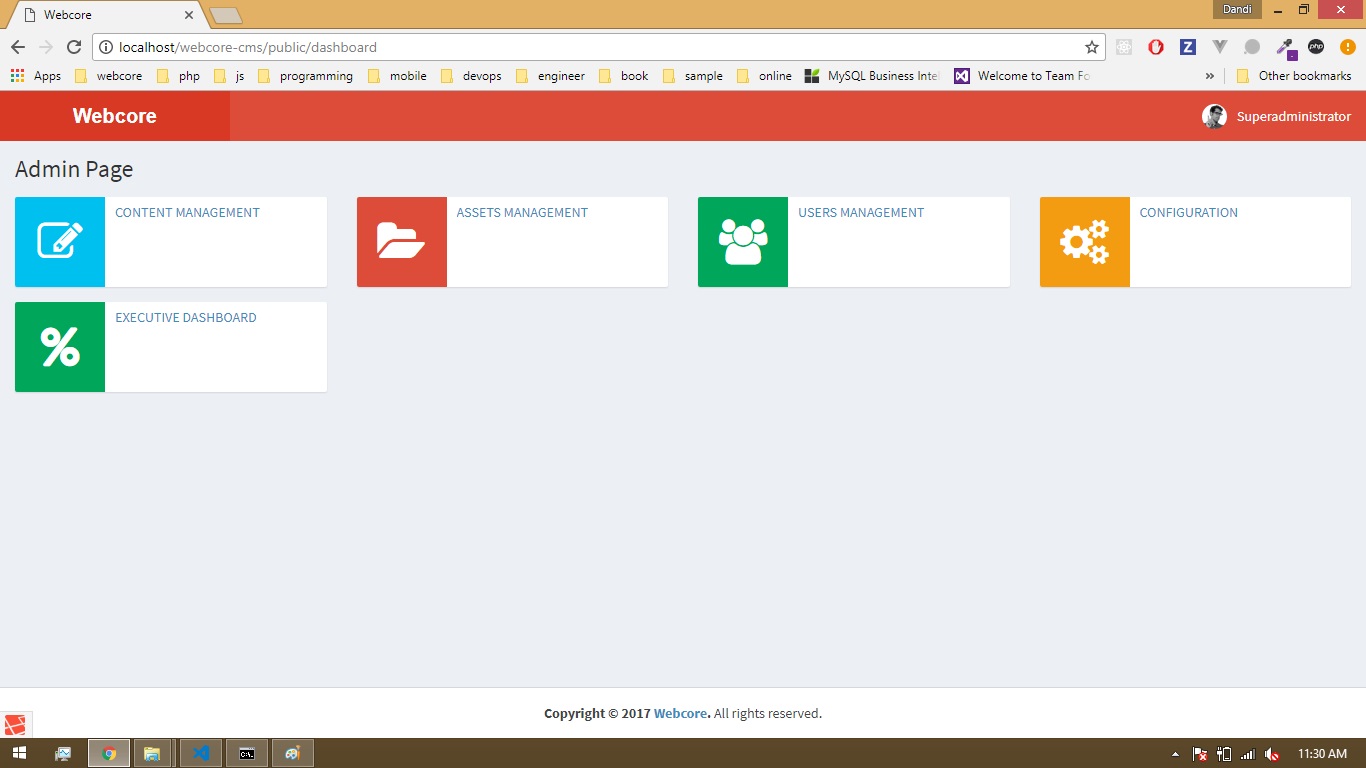 Webcore
Dandi
localhost/webcore-cms/public/dashboard
Apps webcore php js programming mobile devops engineer book sample online MySQL Business Intel Welcome to Team Fo » Other bookmarks
Webcore
Superadministrator
Admin Page
CONTENT MANAGEMENT
ASSETS MANAGEMENT
USERS MANAGEMENT
CONFIGURATION
EXECUTIVE DASHBOARD
Copyright © 2017 Webcore. All rights reserved.
11:30 AM